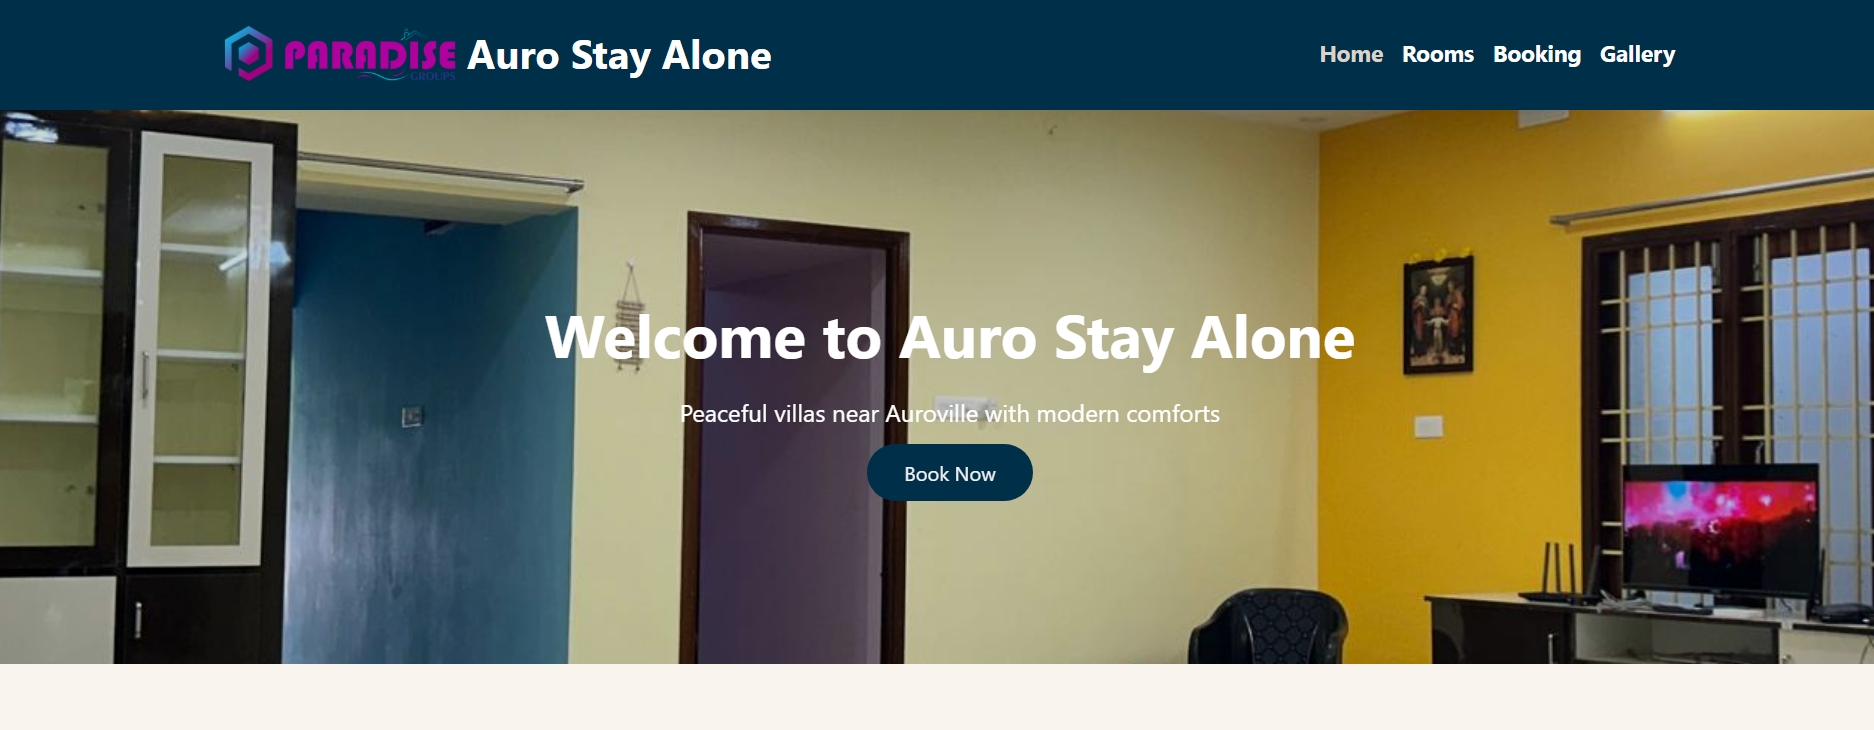 PARADISE
GROUPS
Auro Stay Alone
Home Rooms Booking Gallery
Welcome to Auro Stay Alone
Peaceful villas near Auroville with modern comforts
Book Now